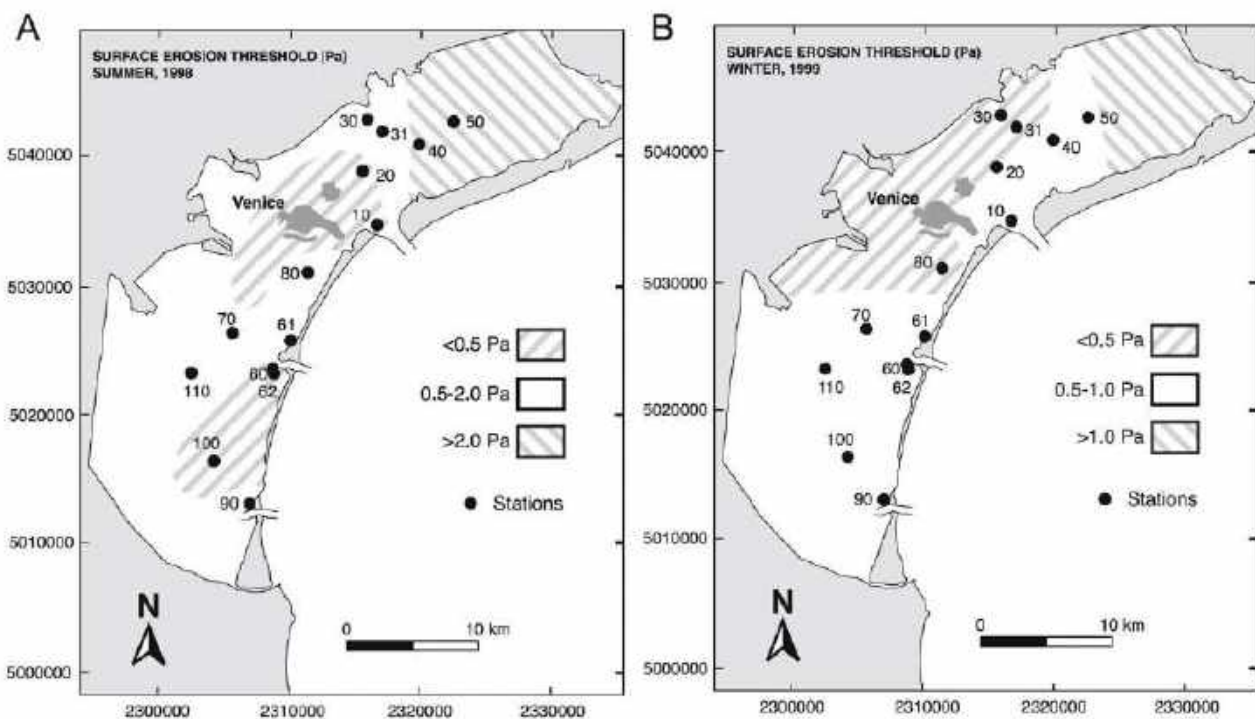 A
SURFACE EROSION THRESHOLD (Pa)
SUMMER, 1998
30
31
50
40
20
Venice
10
80
70
61
60
62
110
100
90
<0.5 Pa
0.5-2.0 Pa
>2.0 Pa
Stations
N
0 10 km
5040000
5030000
5020000
5010000
5000000
2300000 2310000 2320000 2330000
B
SURFACE EROSION THRESHOLD (Pa)
WINTER, 1999
30
31
50
40
20
Venice
10
80
70
61
60
62
110
100
90
<0.5 Pa
0.5-1.0 Pa
>1.0 Pa
Stations
N
0 10 km
5040000
5030000
5020000
5010000
5000000
2300000 2310000 2320000 2330000